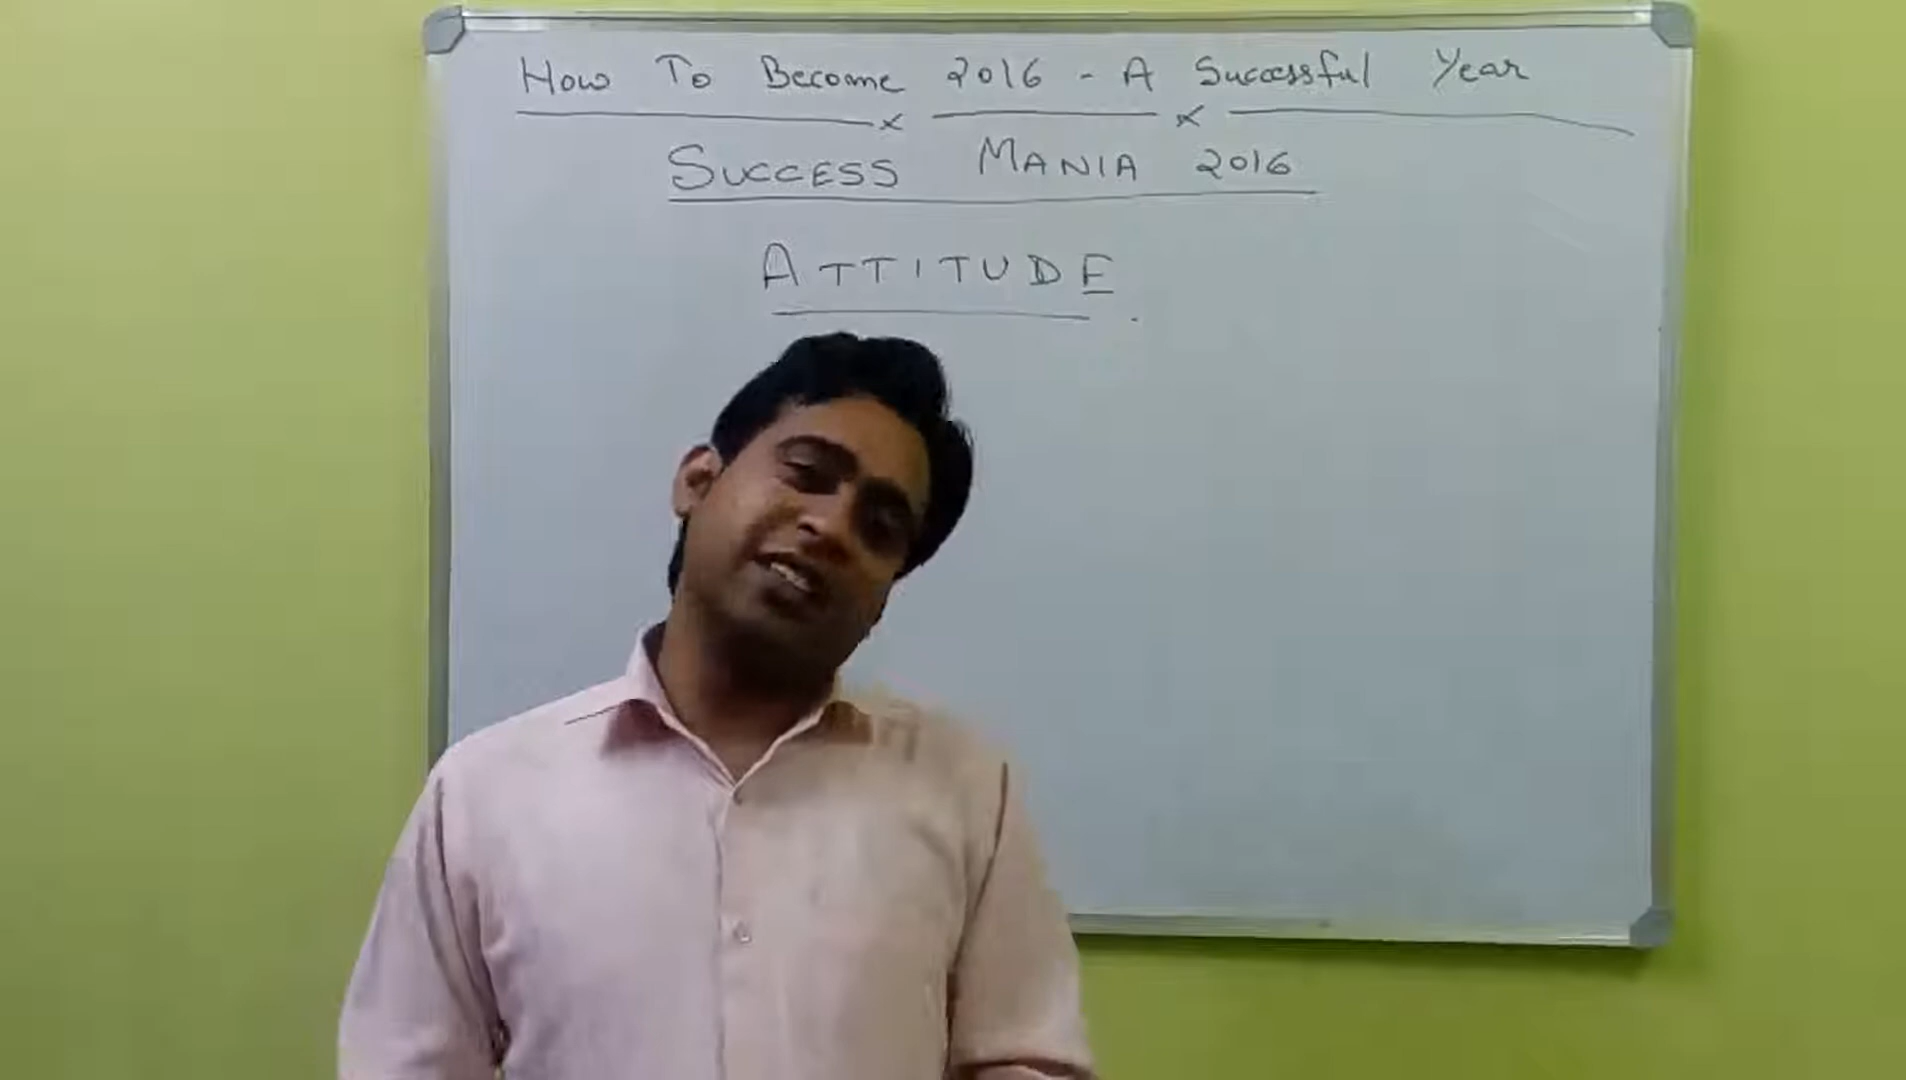 How To Become 2016 - A Successful Year
SUCCESS MANIA 2016
ATTITUDE.